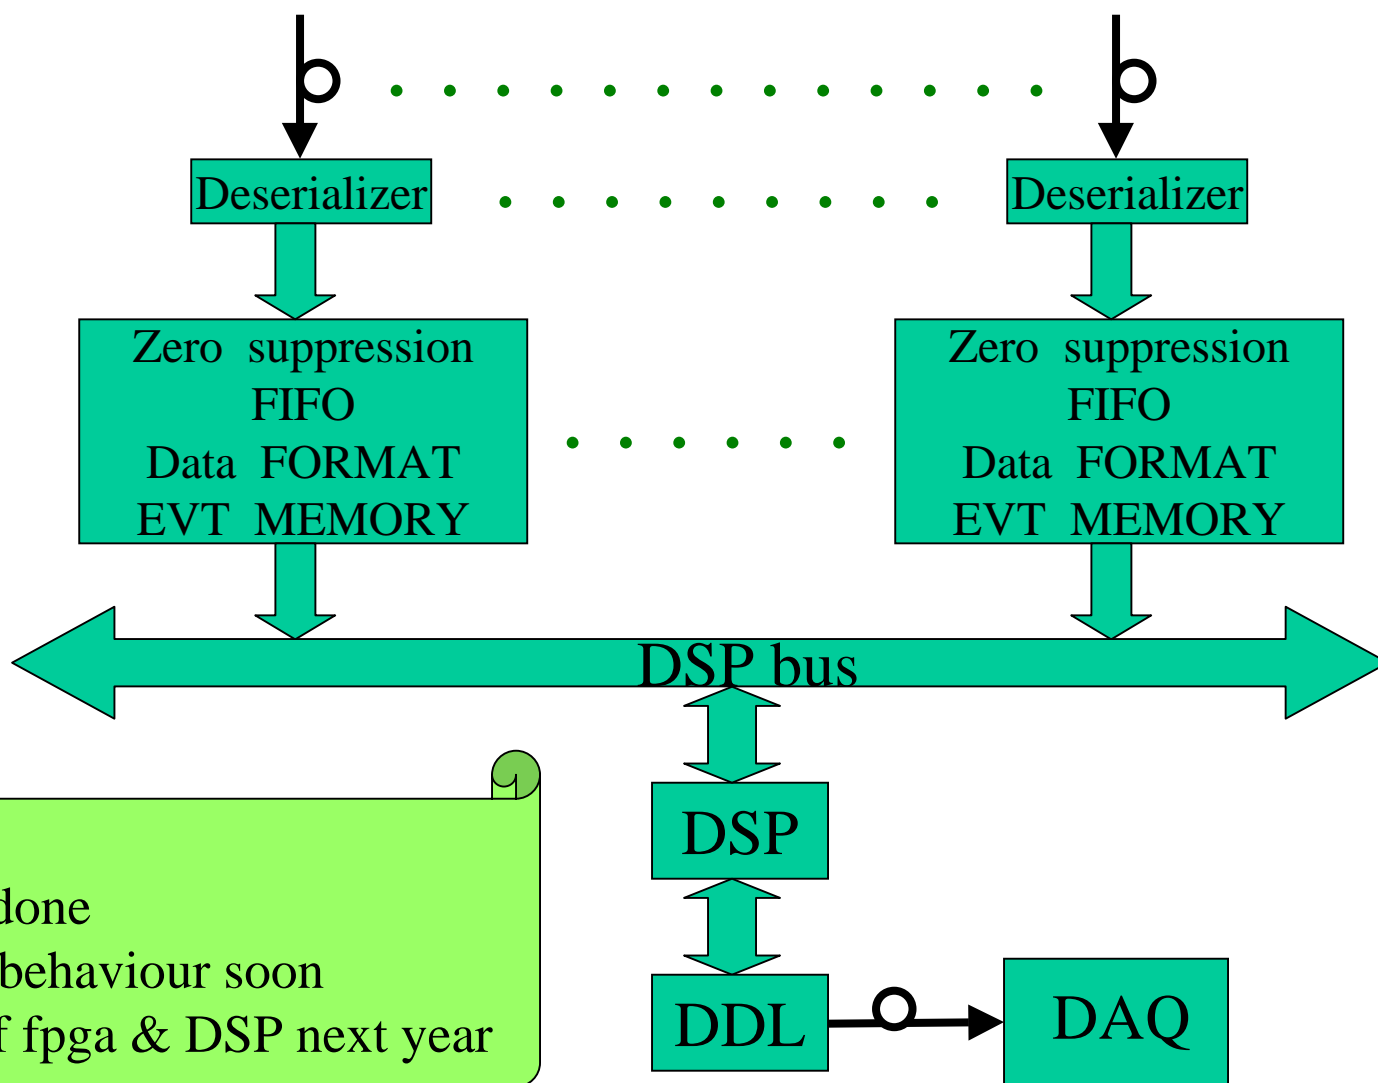 Deserializer
Deserializer
Zero suppression
FIFO
Data FORMAT
EVT MEMORY
Zero suppression
FIFO
Data FORMAT
EVT MEMORY
DSP bus
DSP
done
behaviour soon
fpga & DSP next year
DDL
DAQ